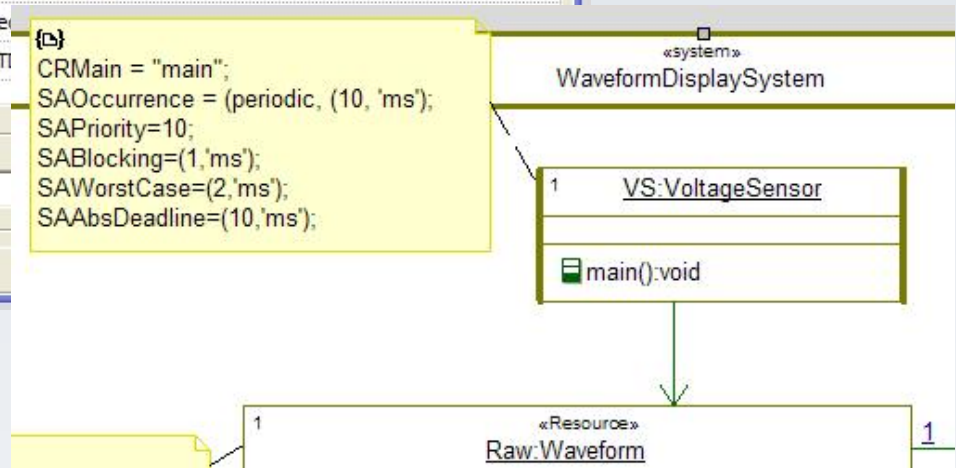 {}
CRMain = "main";
SAOccurrence = (periodic, (10, 'ms');
SAPriority=10;
SABlocking=(1,'ms');
SAWorstCase=(2,'ms');
SAAbsDeadline=(10,'ms');
«system»
WaveformDisplaySystem
1
VS:VoltageSensor
main():void
1
«Resource»
Raw:Waveform
1